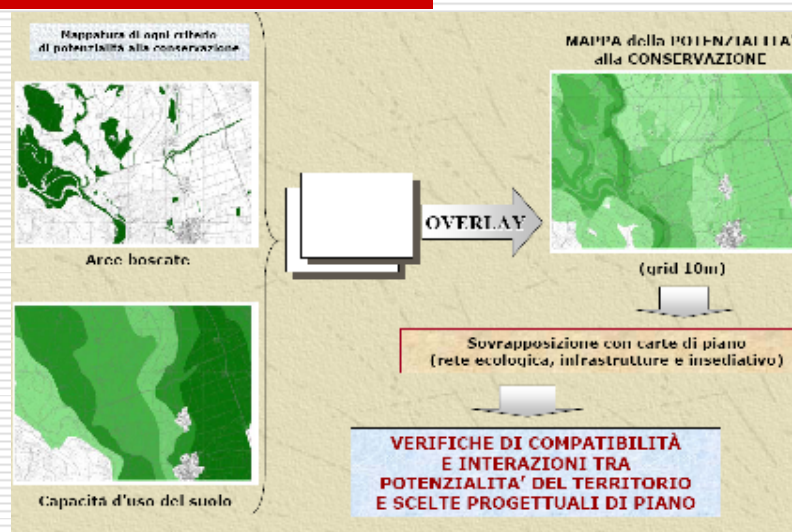 Mappatura di ogni criterio
di potenzialità alla conservazione
Aree boscate
Capacità d'uso del suolo
OVERLAY
MAPPA della POTENZIALITA'
alla CONSERVAZIONE
(grid 10m)
Sovrapposizione con carte di piano
(rete ecologica, infrastrutture e insediativo)
VERIFICHE DI COMPATIBILITÀ
E INTERAZIONI TRA
POTENZIALITA' DEL TERRITORIO
E SCELTE PROGETTUALI DI PIANO